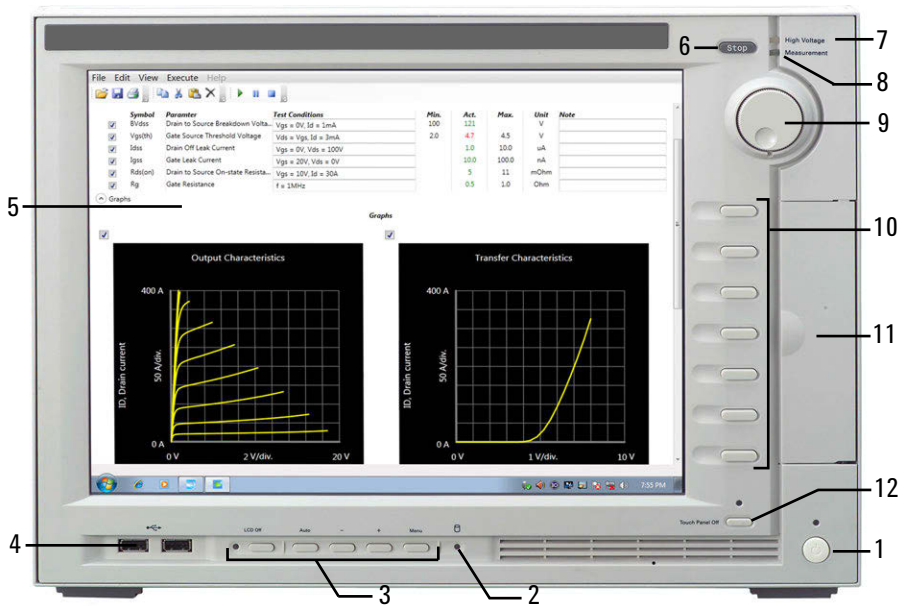 High Voltage
7
6
Stop
Measurement
8
9
File Edit View Execute Help
Symbol Paramter Test Conditions Min. Act. Max. Unit Note
BVdss Drain to Source Breakdown Volta... Vgs = 0V, Id = 1mA 100 121 V
Vgs(th) Gate Source Threshold Voltage Vds = Vgs, Id = 3mA 2.0 4.7 4.5 V
Idss Drain Off Leak Current Vgs = 0V, Vds = 100V 1.0 10.0 uA
Igss Gate Leak Current Vgs = 20V, Vds = 0V 10.0 100.0 nA
Rds(on) Drain to Source On-state Resista... Vgs = 10V, Id = 30A 5 11 mOhm
Rg Gate Resistance f = 1MHz 0.5 1.0 Ohm
Graphs
5
10
Graphs
Output Characteristics
Transfer Characteristics
400 A
400 A
ID, Drain current
50 A/div.
ID, Drain current
50 A/div.
11
0 A
0 A
0 V 2 V/div. 20 V
0 V 1 V/div. 10 V
7:55 PM
12
Touch Panel Off
4
LCD Off Auto - + Menu
1
3
2